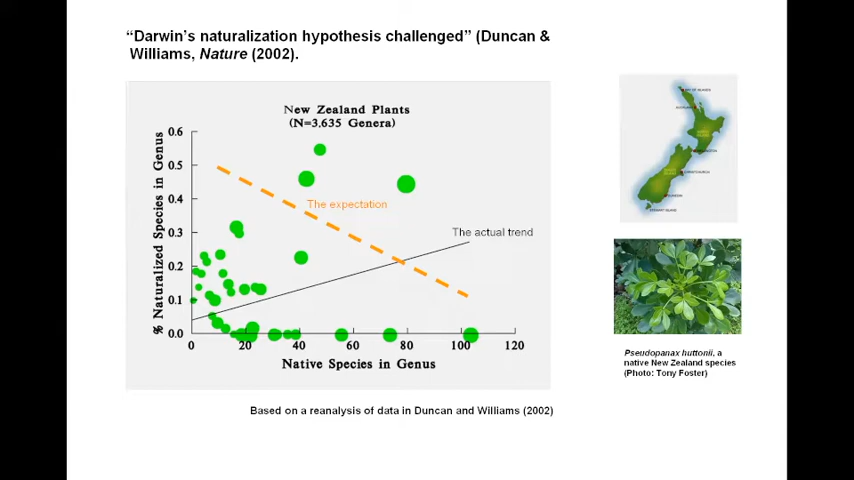 “Darwin’s naturalization hypothesis challenged” (Duncan &
Williams, Nature (2002).
New Zealand Plants
(N=3,635 Genera)
% Naturalized Species in Genus
0.6
0.5
0.4
0.3
0.2
0.1
0.0
The expectation
The actual trend
0 20 40 60 80 100 120
Native Species in Genus
Based on a reanalysis of data in Duncan and Williams (2002)
Pseudopanax huttonii, a
native New Zealand species
(Photo: Tony Foster)